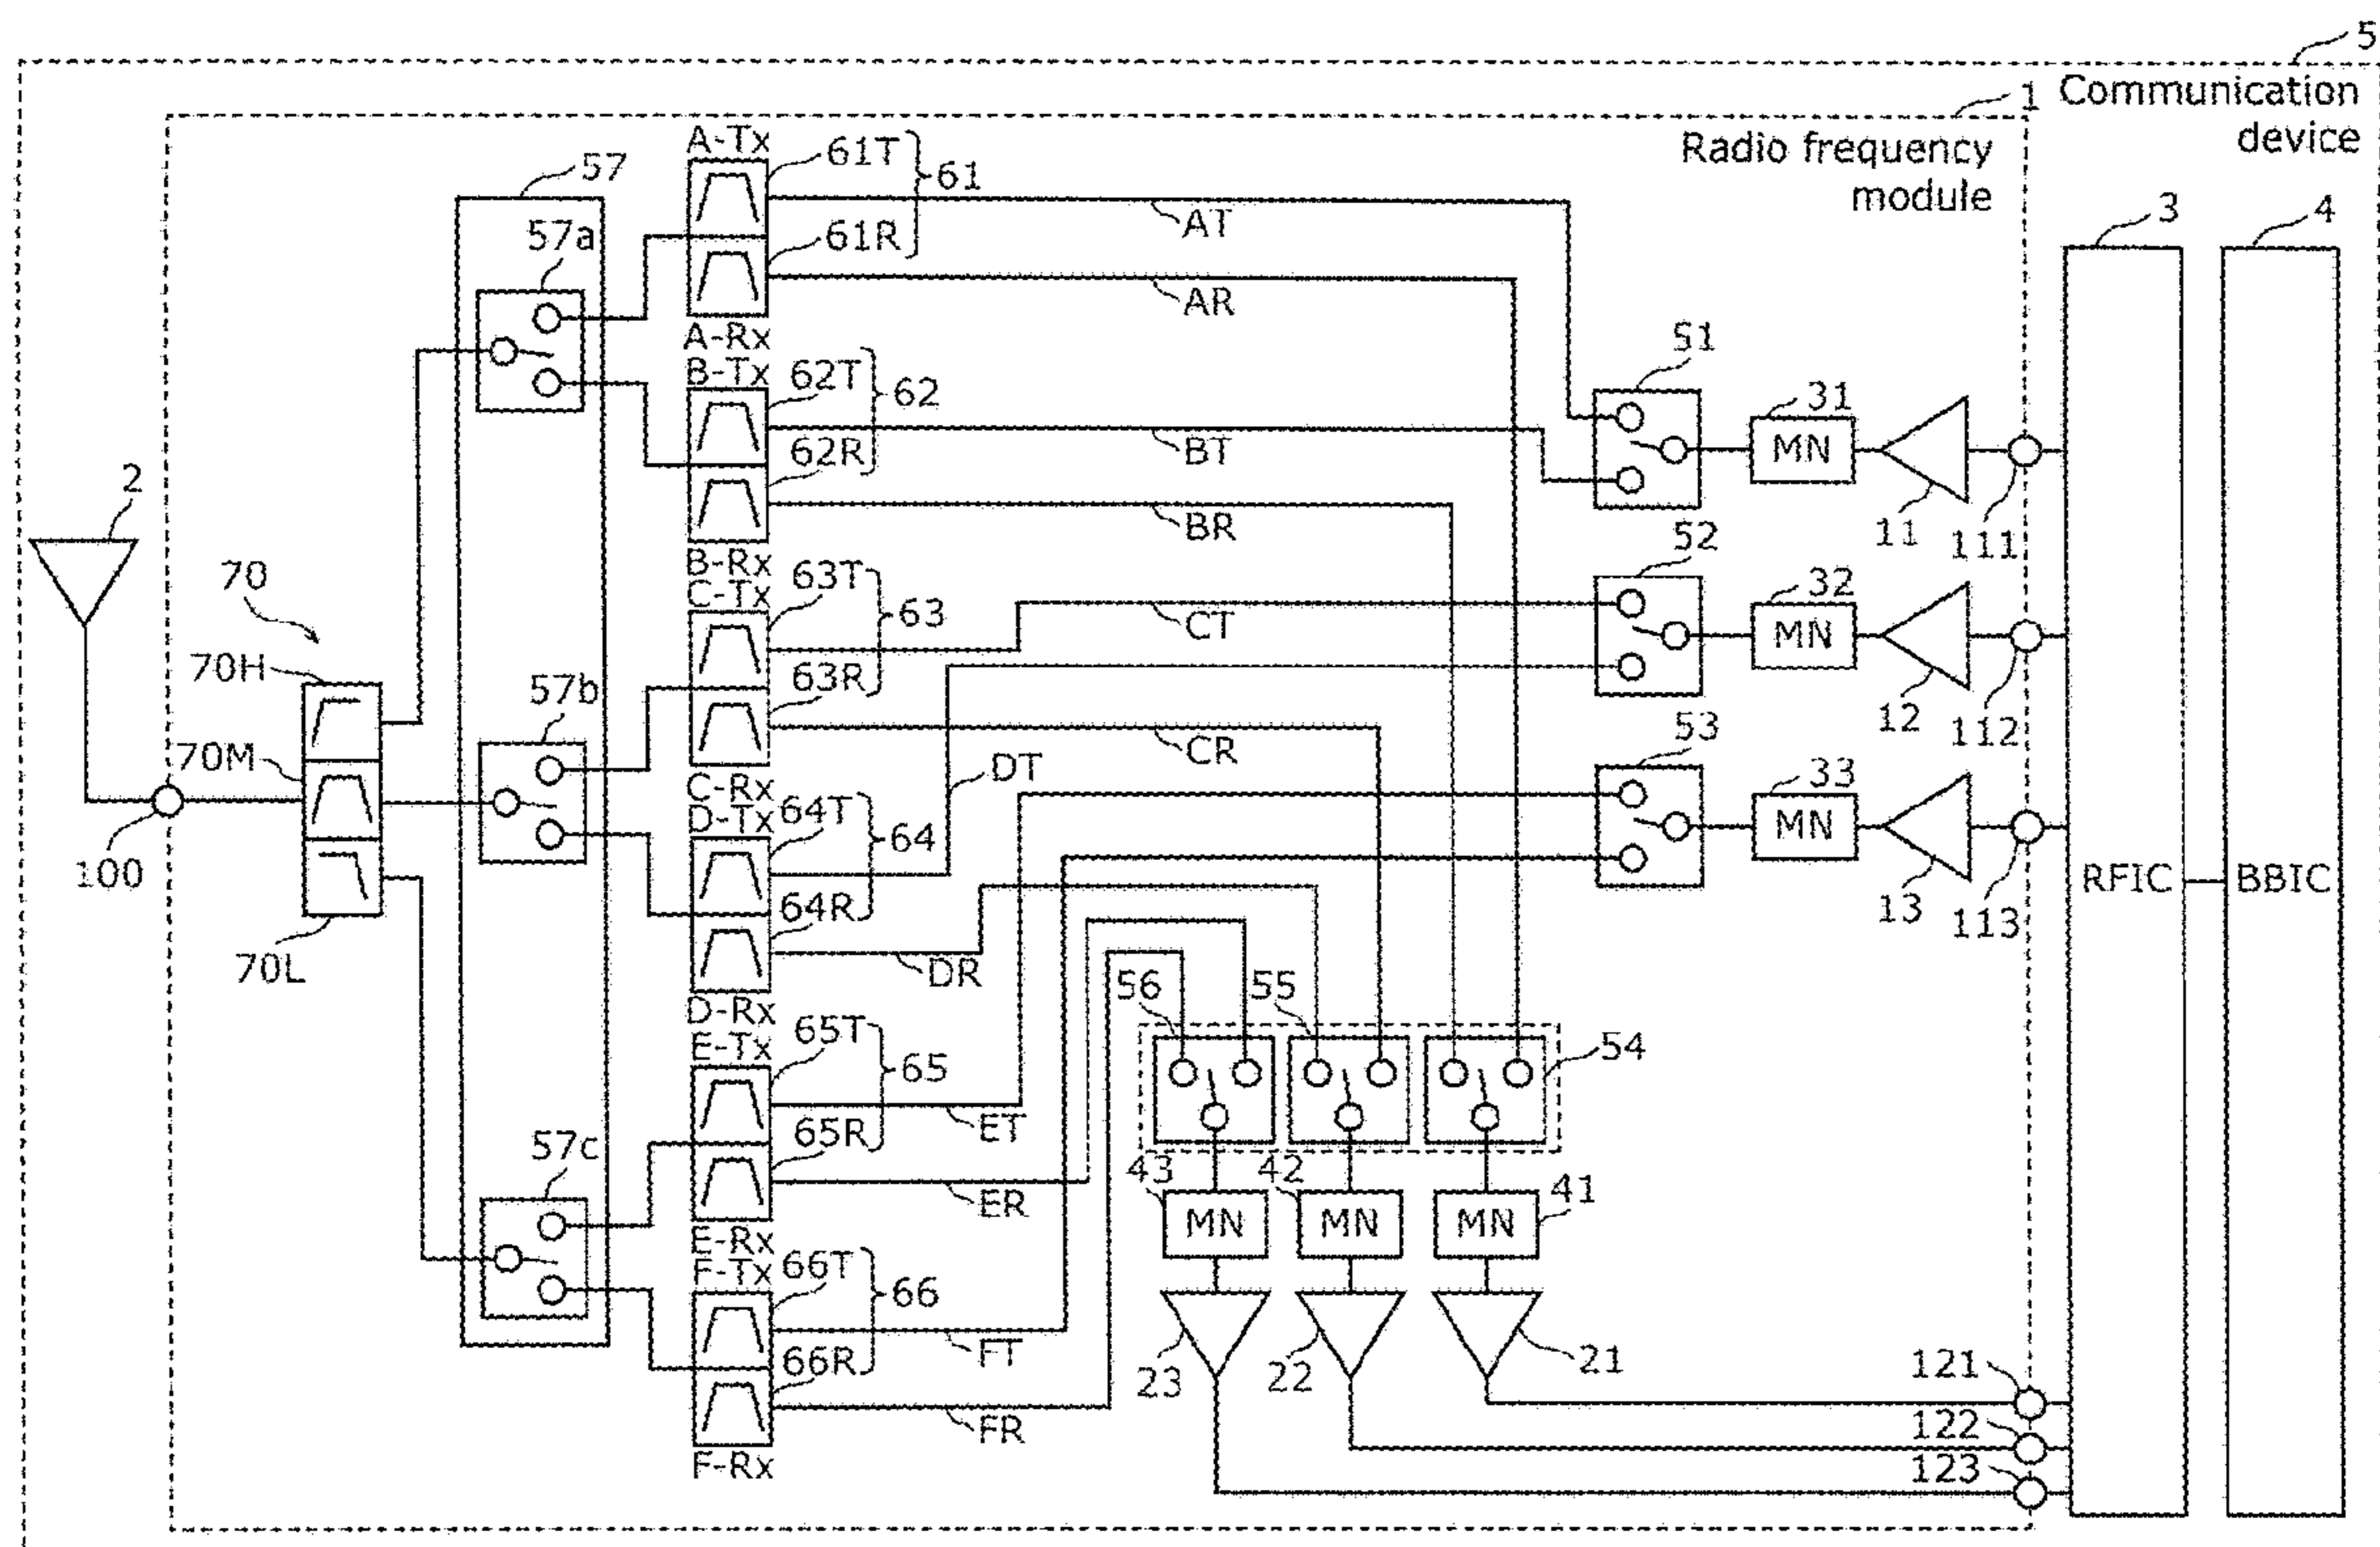 5
Communication
device
1
Radio frequency
module
57
57a
A-Tx
61T
61
61R
A-Rx
AT
AR
3
4
B-Tx
62T
62
62R
B-Rx
BT
BR
51
31
MN
11
111
2
70
70H
70M
70L
100
57b
C-Tx
63T
63
63R
C-Rx
CT
CR
52
32
MN
12
112
D-Tx
64T
64
64R
D-Rx
DT
DR
53
33
MN
13
113
RFIC
BBIC
56
55
54
57c
E-Tx
65T
65
65R
E-Rx
ET
ER
43
42
41
MN
MN
MN
F-Tx
66T
66
66R
F-Rx
FT
FR
23
22
21
121
122
123